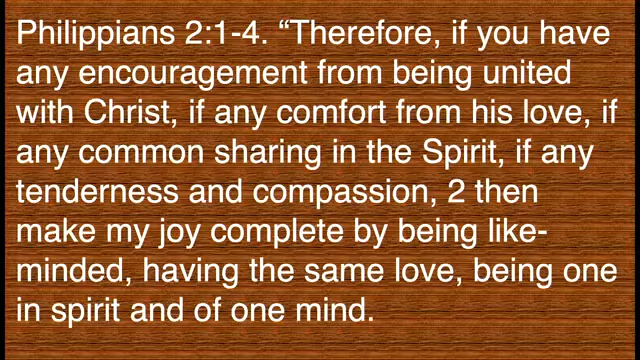 Philippians 2:1-4. “Therefore, if you have
any encouragement from being united
with Christ, if any comfort from his love, if
any common sharing in the Spirit, if any
tenderness and compassion, 2 then
make my joy complete by being like-
minded, having the same love, being one
in spirit and of one mind.